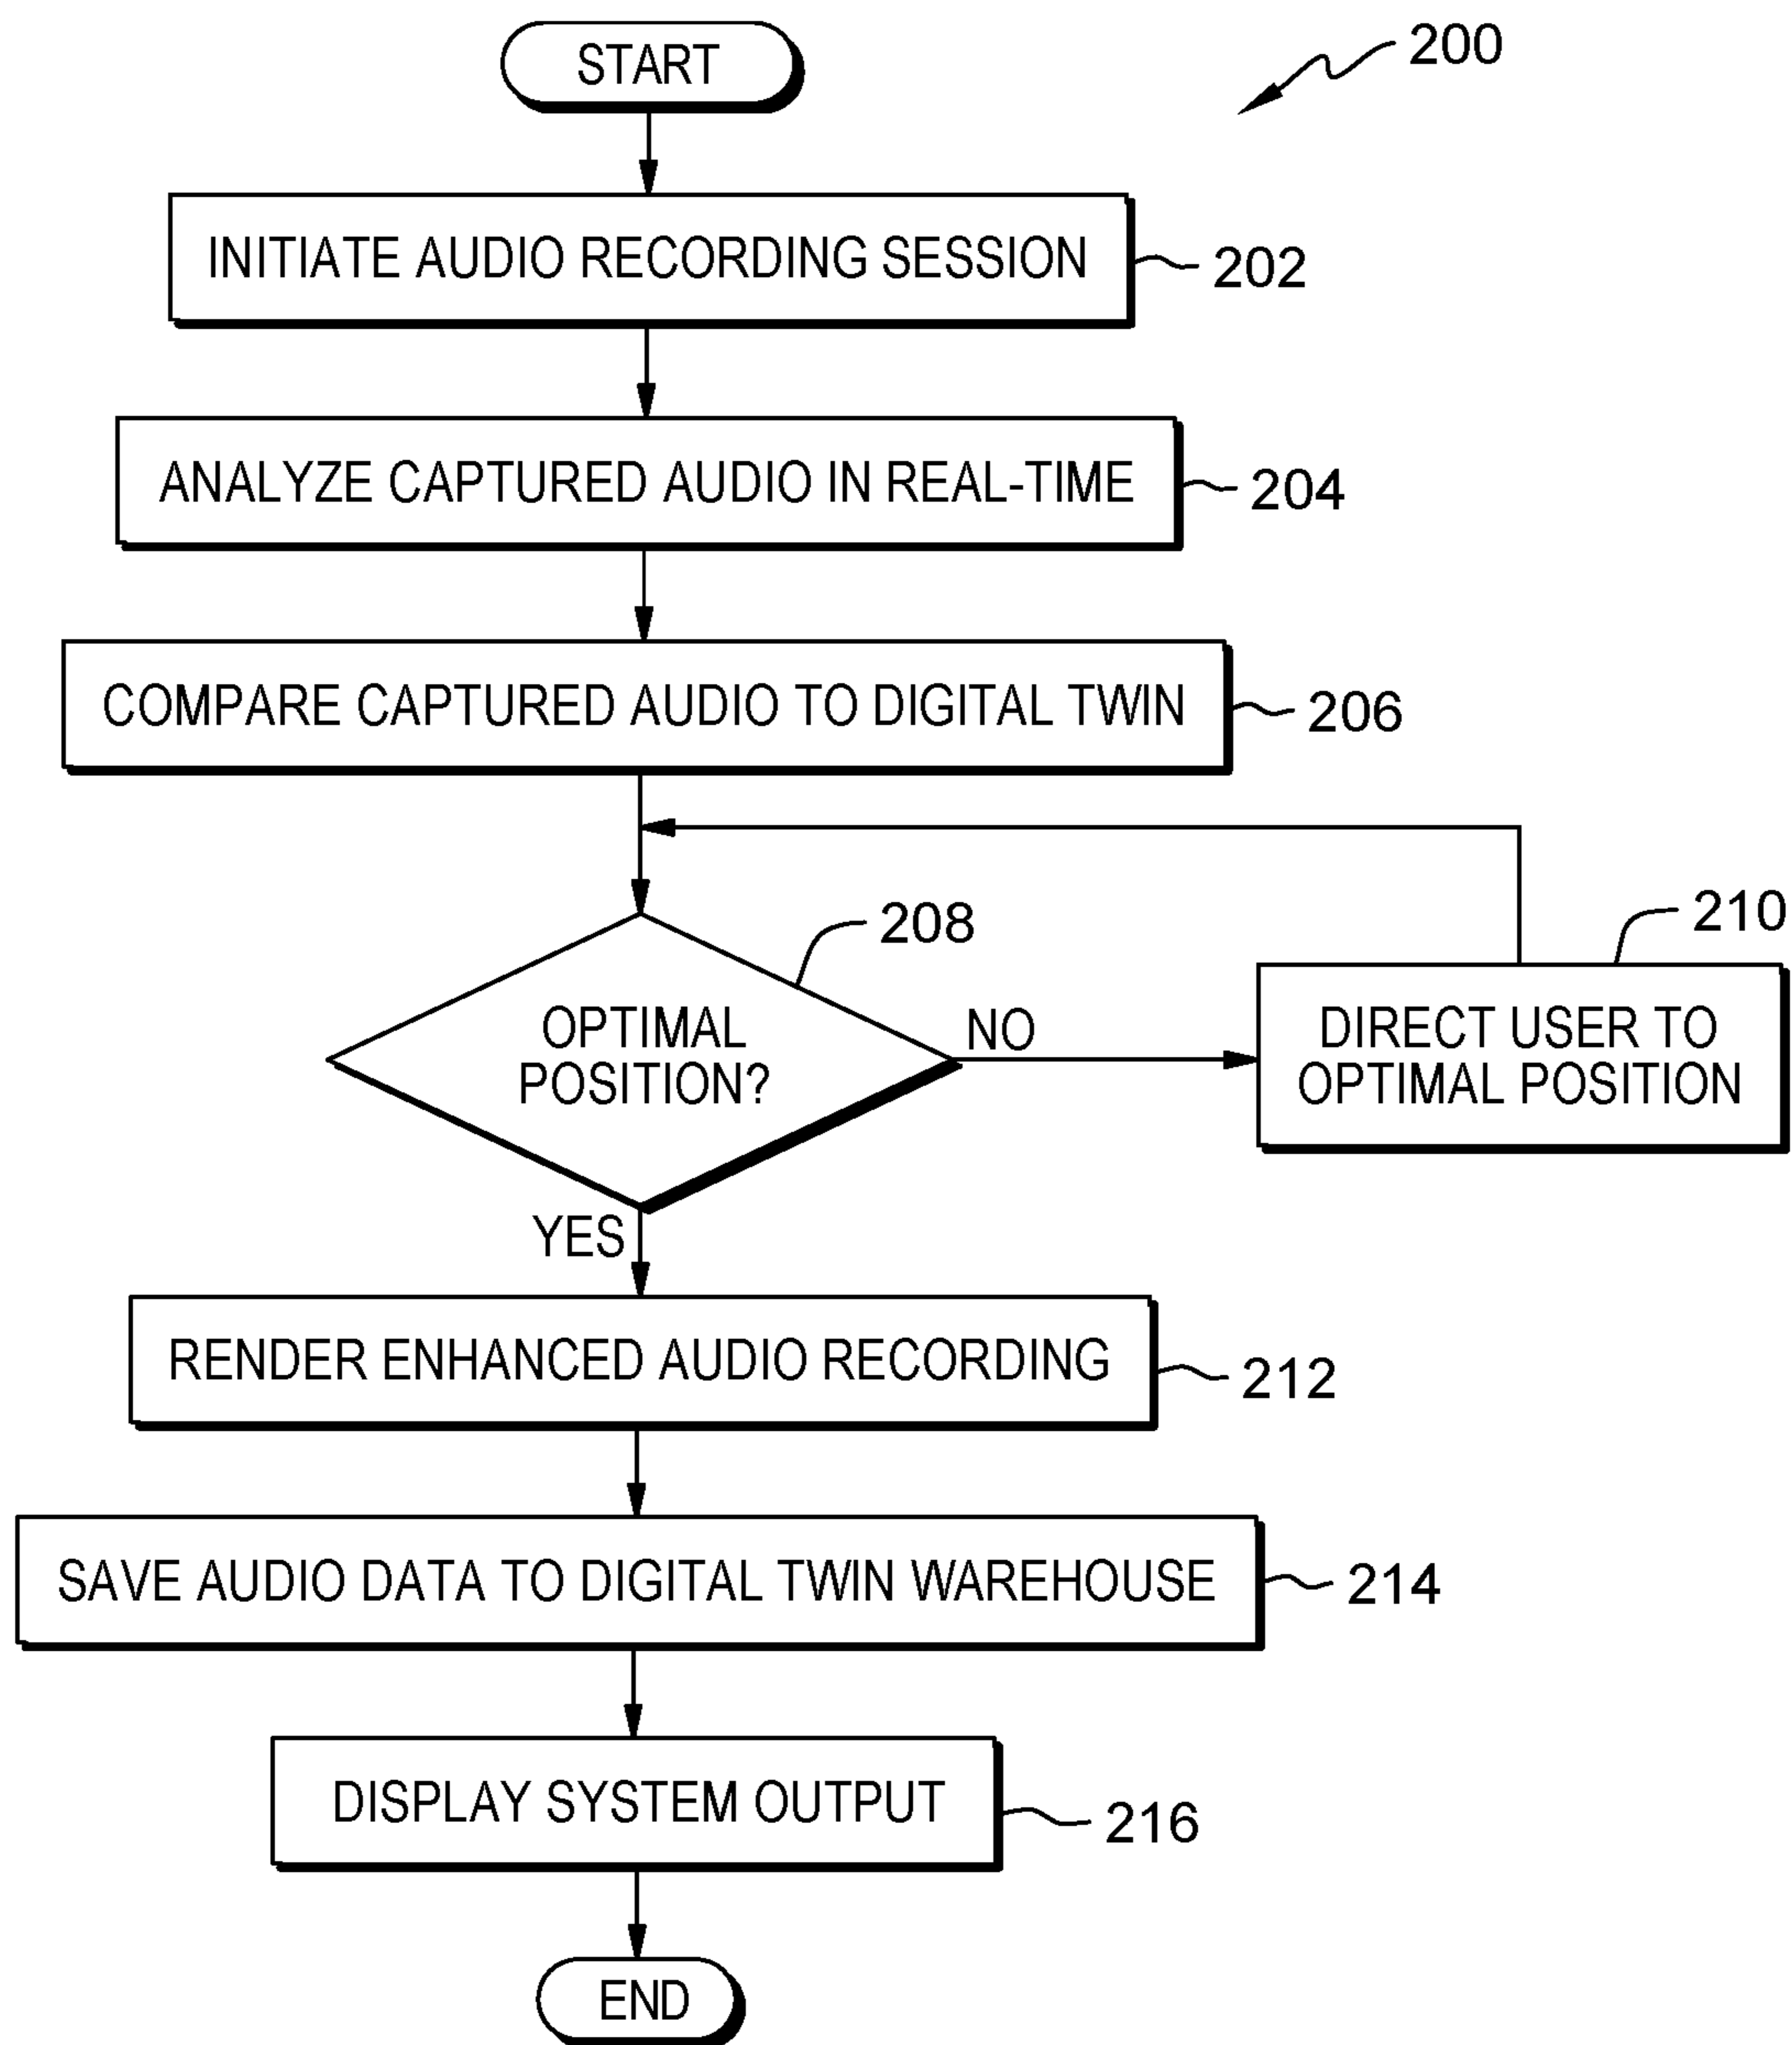 START
200
INITIATE AUDIO RECORDING SESSION
202
ANALYZE CAPTURED AUDIO IN REAL-TIME
204
COMPARE CAPTURED AUDIO TO DIGITAL TWIN
206
208
OPTIMAL
POSITION?
NO
210
DIRECT USER TO
OPTIMAL POSITION
YES
RENDER ENHANCED AUDIO RECORDING
212
SAVE AUDIO DATA TO DIGITAL TWIN WAREHOUSE
214
DISPLAY SYSTEM OUTPUT
216
END